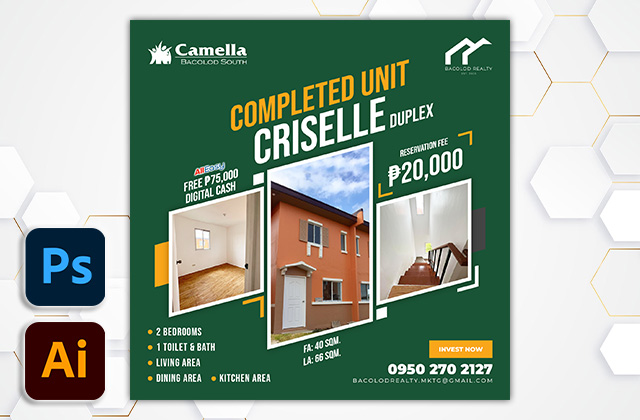 Camella
BACOLOD SOUTH
BACOLOD REALTY
COMPLETED UNIT
CRISELLE DUPLEX
AllEasy
FREE ₱75,000
DIGITAL CASH
RESERVATION FEE
₱20,000
Ps
Ai
• 2 BEDROOMS
• 1 TOILET & BATH
• LIVING AREA
• DINING AREA • KITCHEN AREA
FA: 40 SQM.
LA: 66 SQM.
INVEST NOW
0950 270 2127
BACOLODREALTY.MKTG@GMAIL.COM